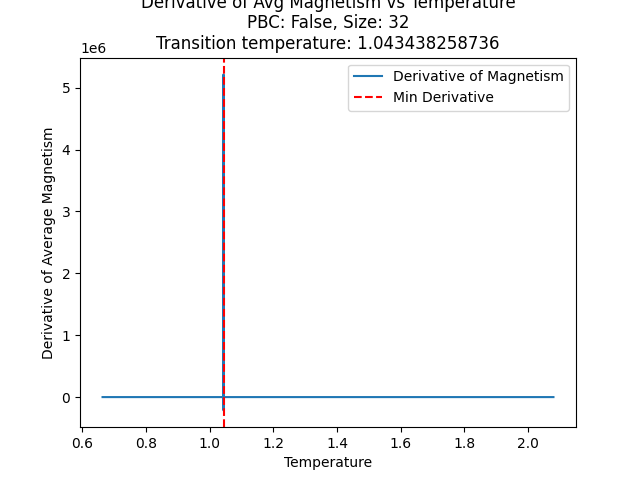 Derivative of Avg Magnetism vs Temperature
PBC: False, Size: 32
Transition temperature: 1.043438258736
1e6
Derivative of Magnetism
Min Derivative
5
4
3
2
1
0
Derivative of Average Magnetism
0.6 0.8 1.0 1.2 1.4 1.6 1.8 2.0
Temperature